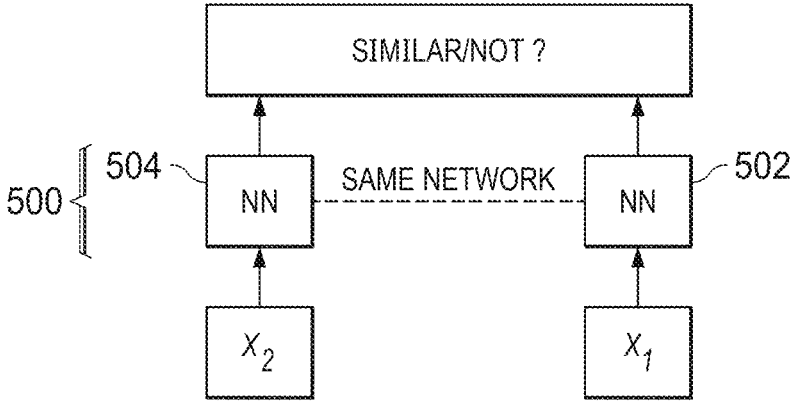 SIMILAR/NOT ?
504
SAME NETWORK
502
500
NN
NN
X2
X1